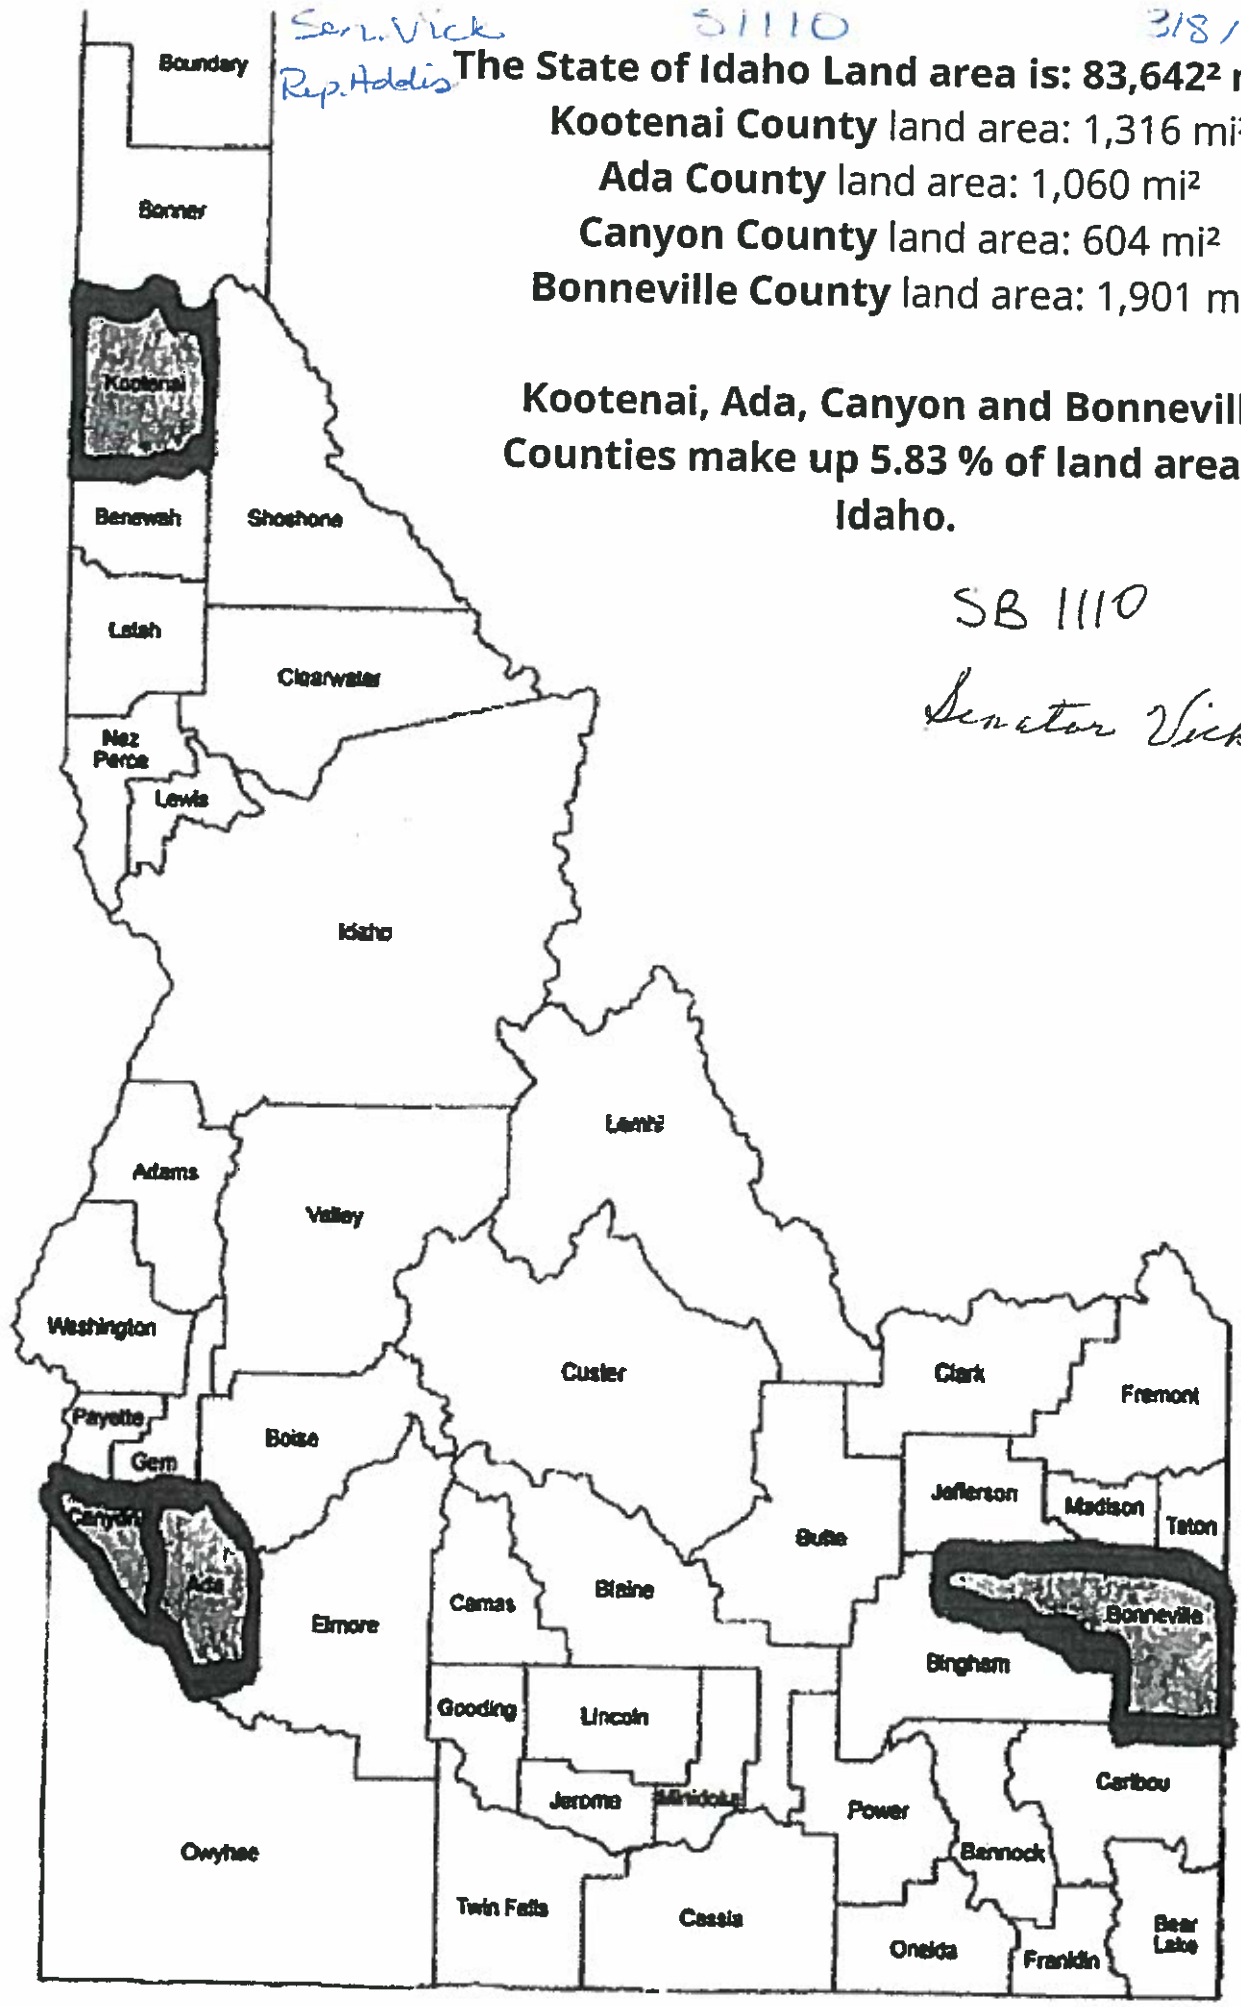 Sen. Vick S1110 3/8/
Rep. Addis
The State of Idaho Land area is: 83,642² m
Kootenai County land area: 1,316 mi²
Ada County land area: 1,060 mi²
Canyon County land area: 604 mi²
Bonneville County land area: 1,901 m
Kootenai, Ada, Canyon and Bonnevill
Counties make up 5.83 % of land area
Idaho.
SB 1110
Senator Vick
Boundary
Bonner
Kootenai
Benewah
Shoshone
Latah
Clearwater
Nez
Perce
Lewis
Idaho
Lemhi
Adams
Valley
Washington
Custer
Clark
Fremont
Payette
Boise
Gem
Jefferson
Madison
Teton
Canyon
Butte
Ada
Blaine
Camas
Elmore
Bonneville
Bingham
Gooding
Lincoln
Caribou
Jerome
Minidoka
Power
Owyhee
Bannock
Twin Falls
Cassia
Oneida
Franklin
Bear
Lake